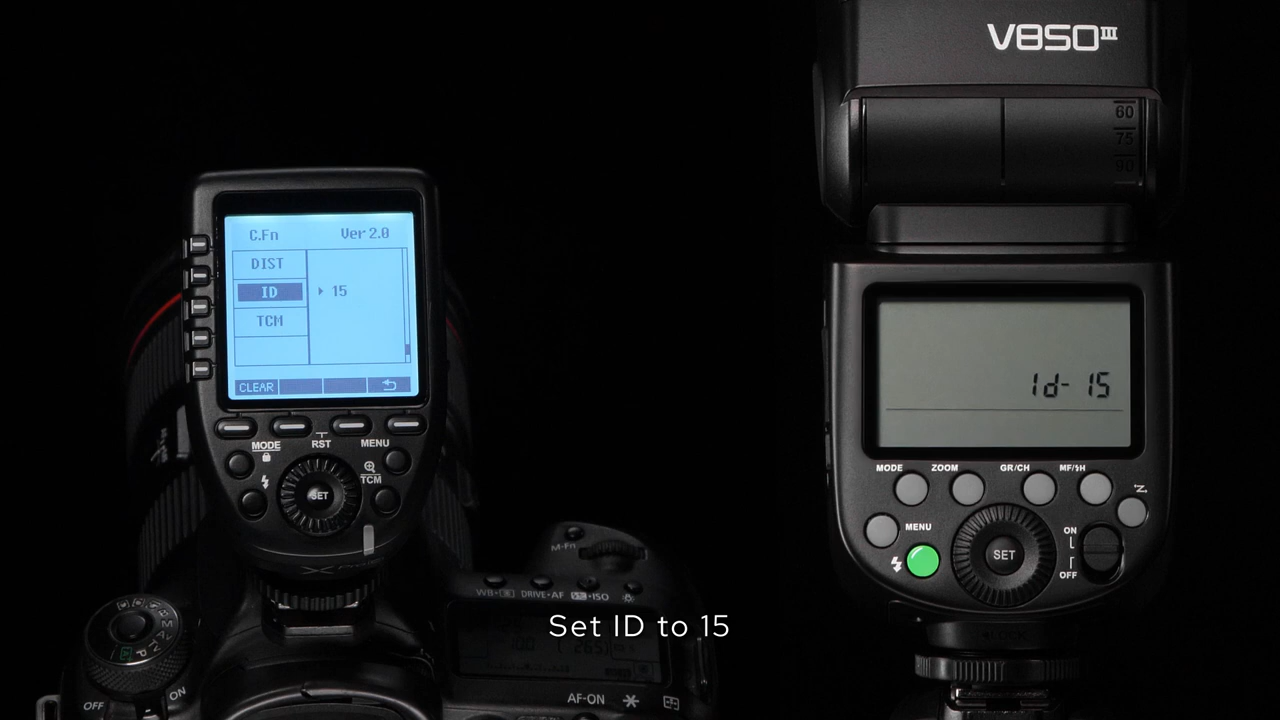 V850III
60
75
90
C.Fn Ver 2.0
DIST
ID 15
TCM
CLEAR
Id- 15
MODE RST MENU
TCM
SET
MODE ZOOM GR/CH MF/
MENU
SET
ON
OFF
M-Fn
WB• DRIVE•AF •ISO
Set ID to 15
AF-ON
ON
OFF